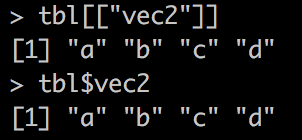 > tbl[["vec2"]]
[1] "a" "b" "c" "d"
> tbl$vec2
[1] "a" "b" "c" "d"